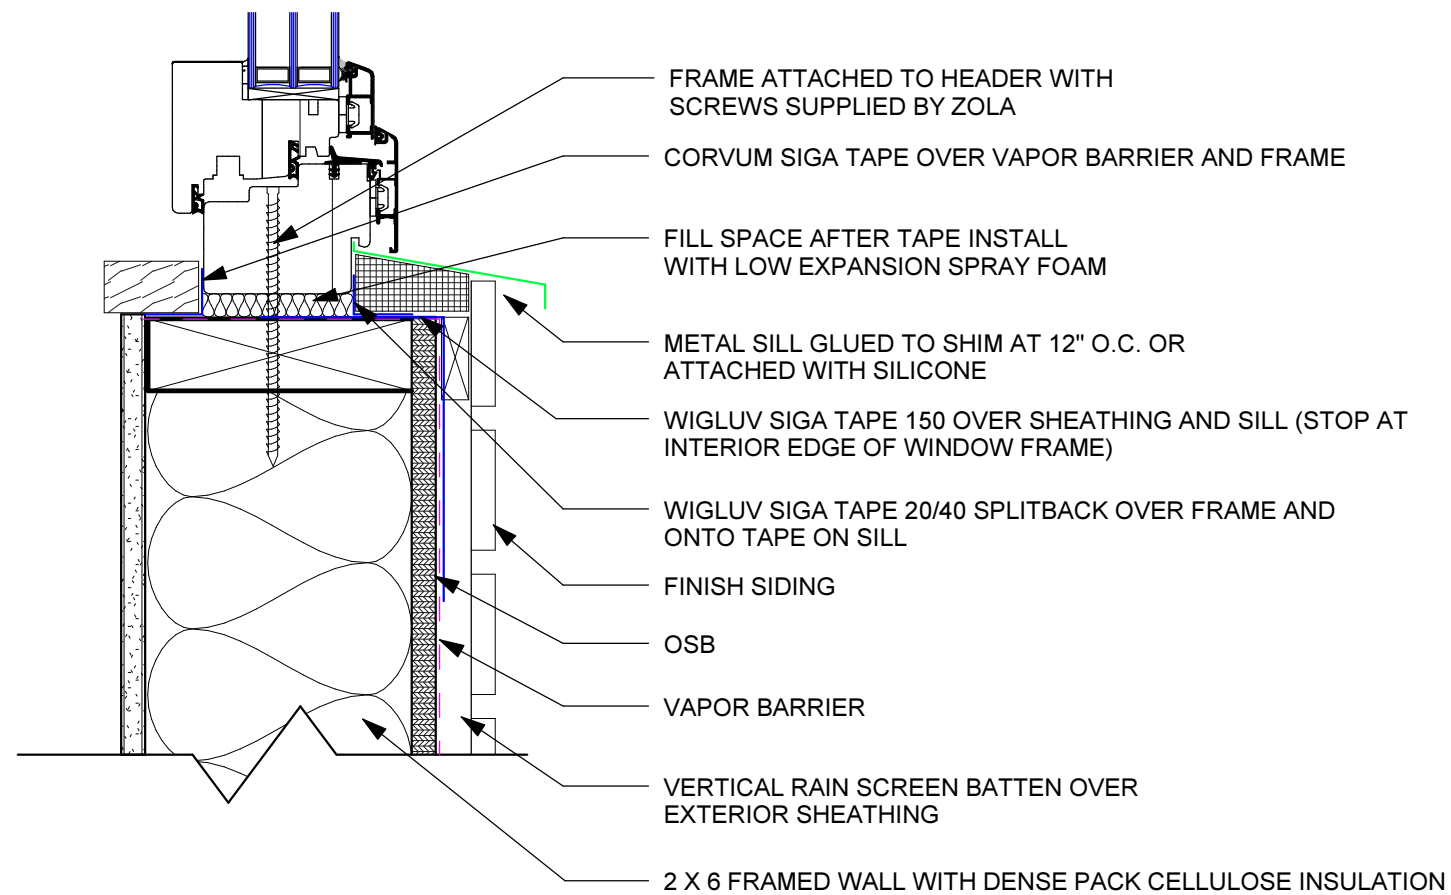 FRAME ATTACHED TO HEADER WITH
SCREWS SUPPLIED BY ZOLA
CORVUM SIGA TAPE OVER VAPOR BARRIER AND FRAME
FILL SPACE AFTER TAPE INSTALL
WITH LOW EXPANSION SPRAY FOAM
METAL SILL GLUED TO SHIM AT 12" O.C. OR
ATTACHED WITH SILICONE
WIGLUV SIGA TAPE 150 OVER SHEATHING AND SILL (STOP AT
INTERIOR EDGE OF WINDOW FRAME)
WIGLUV SIGA TAPE 20/40 SPLITBACK OVER FRAME AND
ONTO TAPE ON SILL
FINISH SIDING
OSB
VAPOR BARRIER
VERTICAL RAIN SCREEN BATTEN OVER
EXTERIOR SHEATHING
2 X 6 FRAMED WALL WITH DENSE PACK CELLULOSE INSULATION